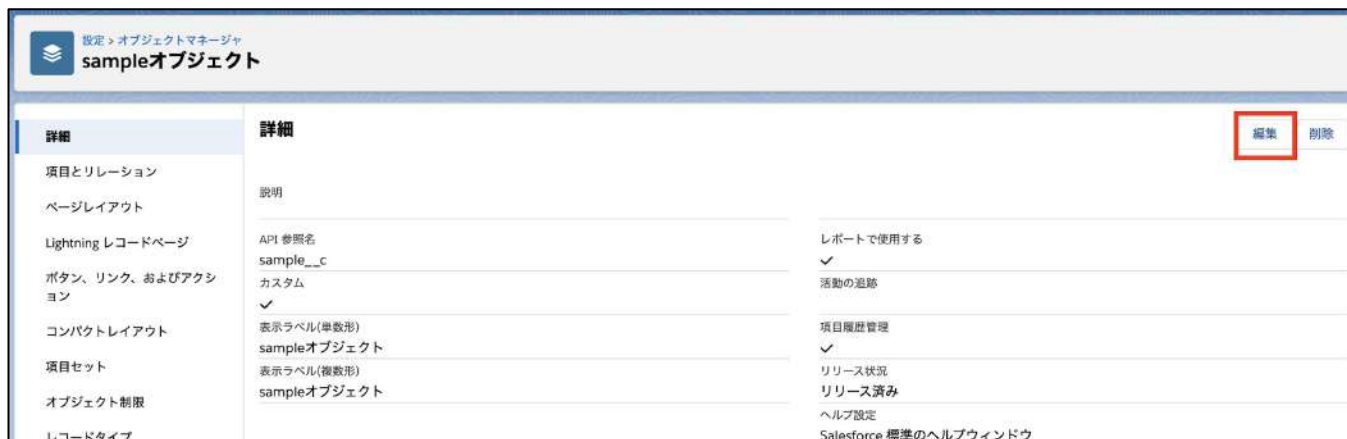 設定 > オブジェクトマネージャ
sampleオブジェクト
詳細
項目とリレーション
ページレイアウト
Lightning レコードページ
ボタン、リンク、およびアクシ
ョン
コンパクトレイアウト
項目セット
オブジェクト制限
レコードタイプ
詳細
編集 削除
説明
API 参照名
sample__c
カスタム
✓
表示ラベル(単数形)
sampleオブジェクト
表示ラベル(複数形)
sampleオブジェクト
レポートで使用する
✓
活動の追跡
項目履歴管理
✓
リリース状況
リリース済み
ヘルプ設定
Salesforce 標準のヘルプウィンドウ